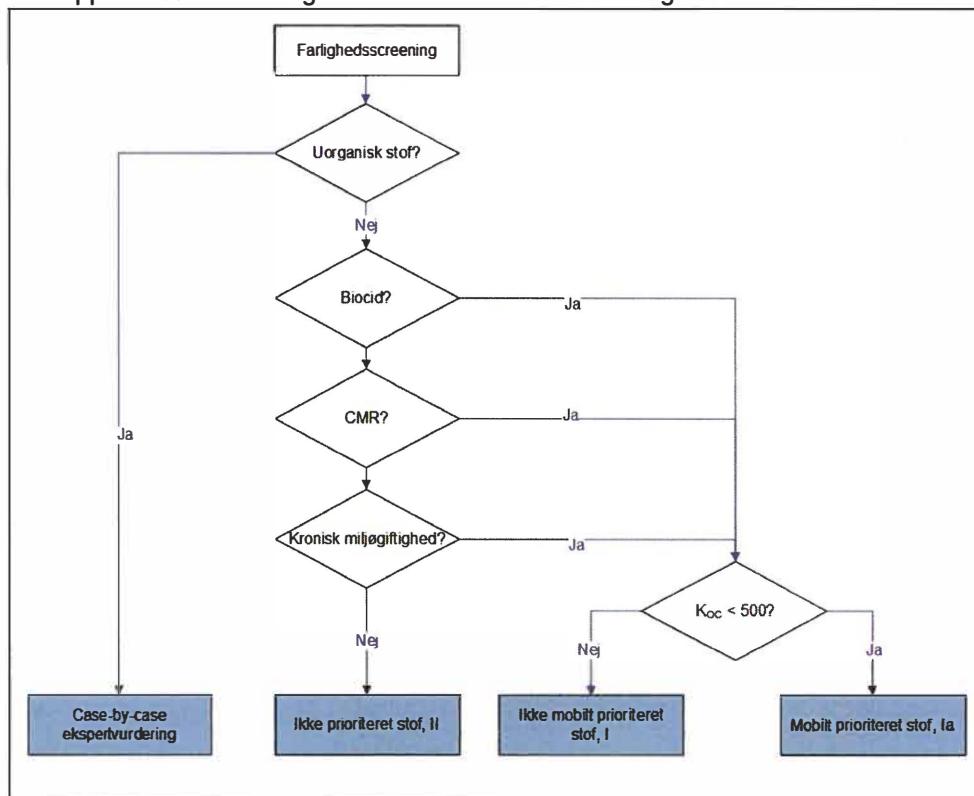 Farlighedsscreening
Uorganisk stof?
Nej
Biocid?
Ja
CMR?
Ja
Ja
Kronisk miljøgiftighed?
Ja
Koc < 500?
Nej
Nej
Ja
Case-by-case
ekspertvurdering
Ikke prioriteret stof, II
Ikke mobilt prioriteret
stof, I
Mobilt prioriteret stof, Ia